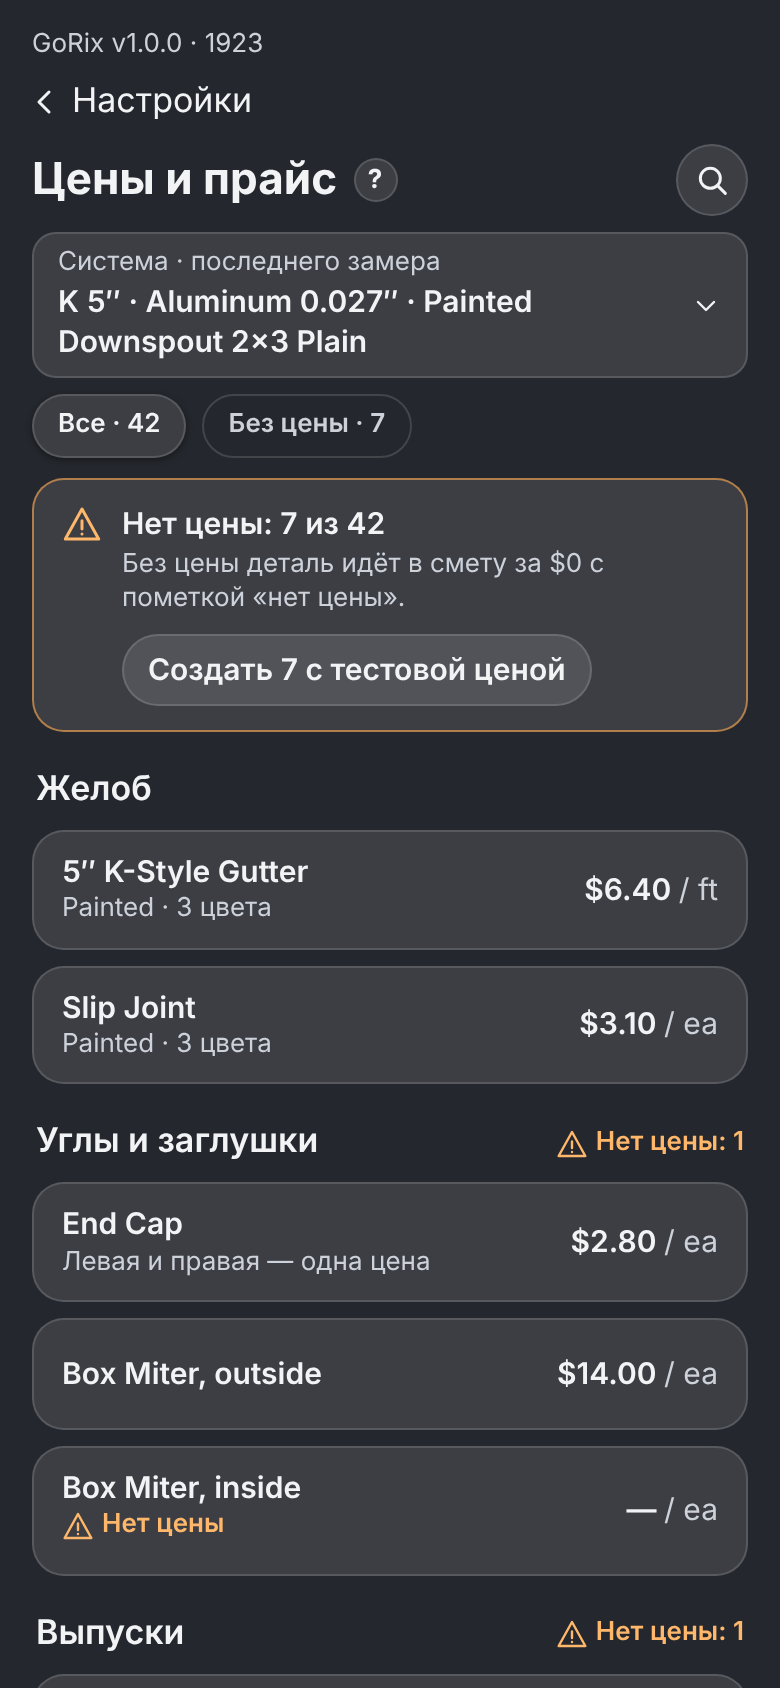 GoRix v1.0.0 · 1923
Настройки
Цены и прайс ?
Система · последнего замера
K 5″ · Aluminum 0.027″ · Painted
Downspout 2×3 Plain
Все · 42
Без цены · 7
Нет цены: 7 из 42
Без цены деталь идёт в смету за $0 с
пометкой «нет цены».
Создать 7 с тестовой ценой
Желоб
5″ K-Style Gutter
Painted · 3 цвета
$6.40 / ft
Slip Joint
Painted · 3 цвета
$3.10 / ea
Углы и заглушки
Нет цены: 1
End Cap
Левая и правая — одна цена
$2.80 / ea
Box Miter, outside
$14.00 / ea
Box Miter, inside
Нет цены
— / ea
Выпуски
Нет цены: 1